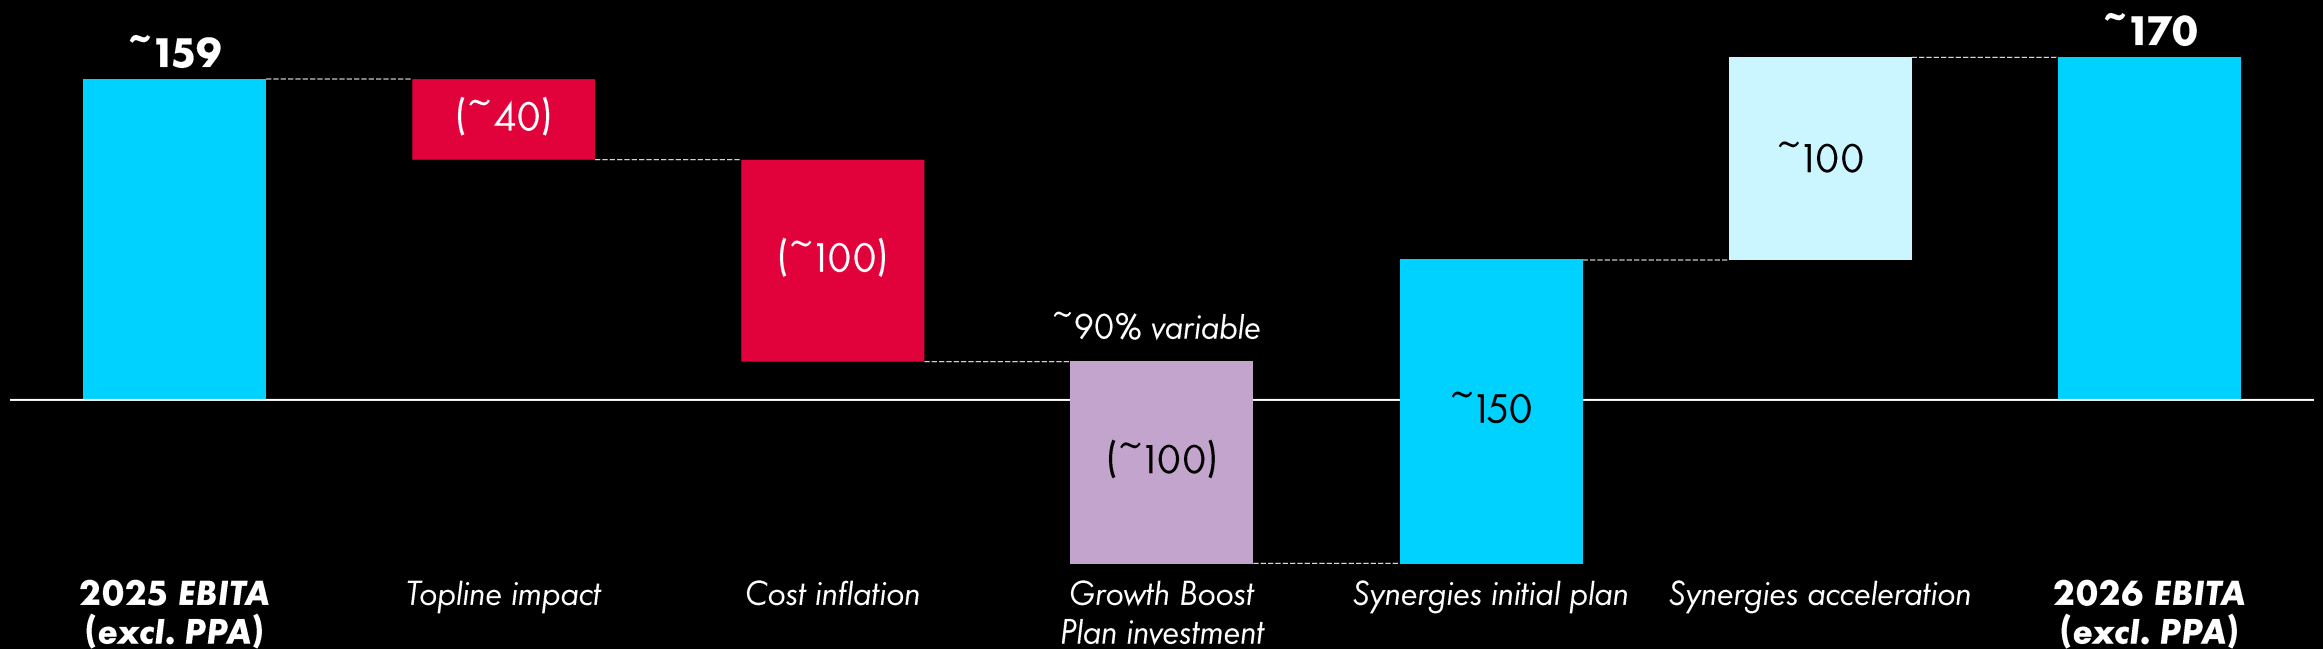 ~159
(~40)
(~100)
~90% variable
(~100)
~150
~100
~170
2025 EBITA
(excl. PPA)
Topline impact
Cost inflation
Growth Boost
Plan investment
Synergies initial plan
Synergies acceleration
2026 EBITA
(excl. PPA)